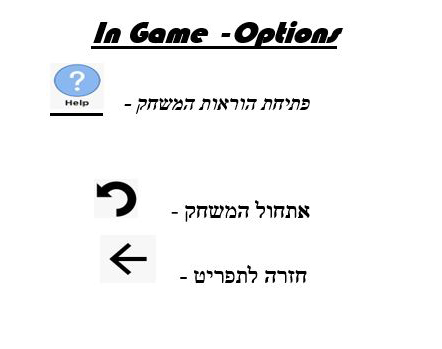 In Game - Options
?
Help
פתיחת הוראות המשחק -
אתחול המשחק -
חזרה לתפריט -